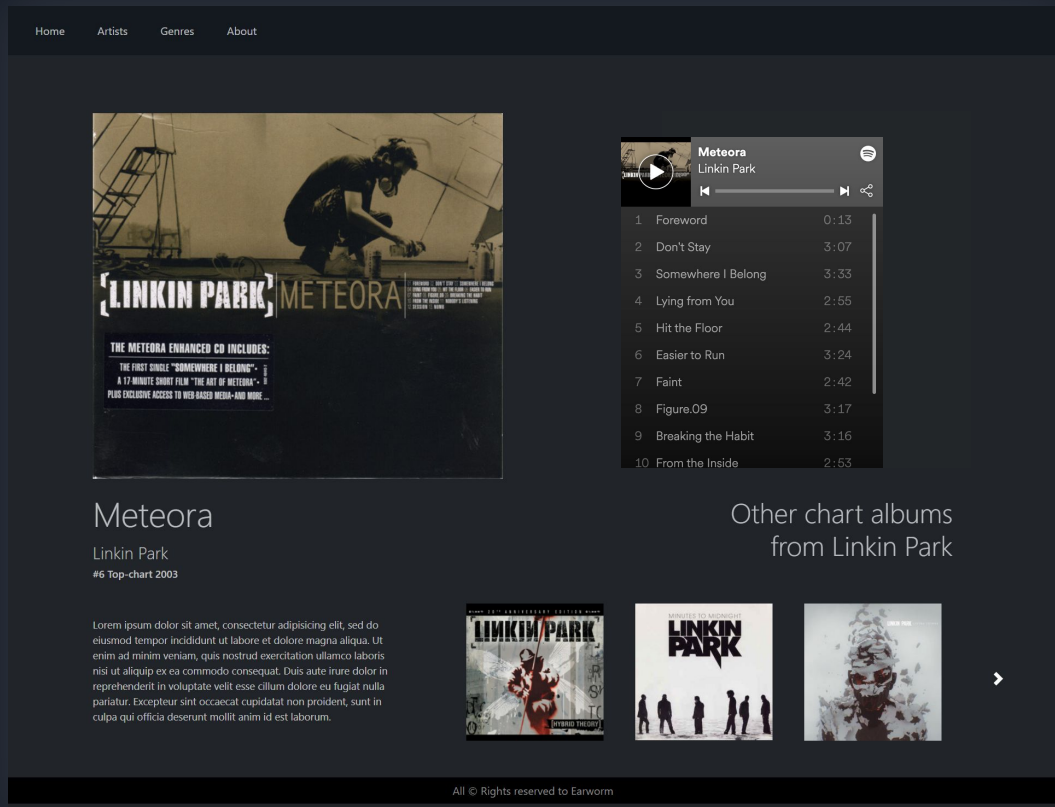 Home Artists Genres About
LINKIN PARK METEORA
THE METEORA ENHANCED CD INCLUDES:
THE FIRST SINGLE "SOMEWHERE I BELONG"•
A 17-MINUTE SHORT FILM "THE ART OF METEORA"•
PLUS EXCLUSIVE ACCESS TO WEB-BASED MEDIA•AND MORE ...
Meteora
Linkin Park
1 Foreword 0:13
2 Don't Stay 3:07
3 Somewhere I Belong 3:33
4 Lying from You 2:55
5 Hit the Floor 2:44
6 Easier to Run 3:24
7 Faint 2:42
8 Figure.09 3:17
9 Breaking the Habit 3:16
10 From the Inside 2:53
Meteora
Linkin Park
#6 Top-chart 2003
Lorem ipsum dolor sit amet, consectetur adipisicing elit, sed do
eiusmod tempor incididunt ut labore et dolore magna aliqua. Ut
enim ad minim veniam, quis nostrud exercitation ullamco laboris
nisi ut aliquip ex ea commodo consequat. Duis aute irure dolor in
reprehenderit in voluptate velit esse cillum dolore eu fugiat nulla
pariatur. Excepteur sint occaecat cupidatat non proident, sunt in
culpa qui officia deserunt mollit anim id est laborum.
Other chart albums
from Linkin Park
LINKIN PARK
HYBRID THEORY
MINUTES TO MIDNIGHT
LINKIN
PARK
LINKIN PARK
All © Rights reserved to Earworm